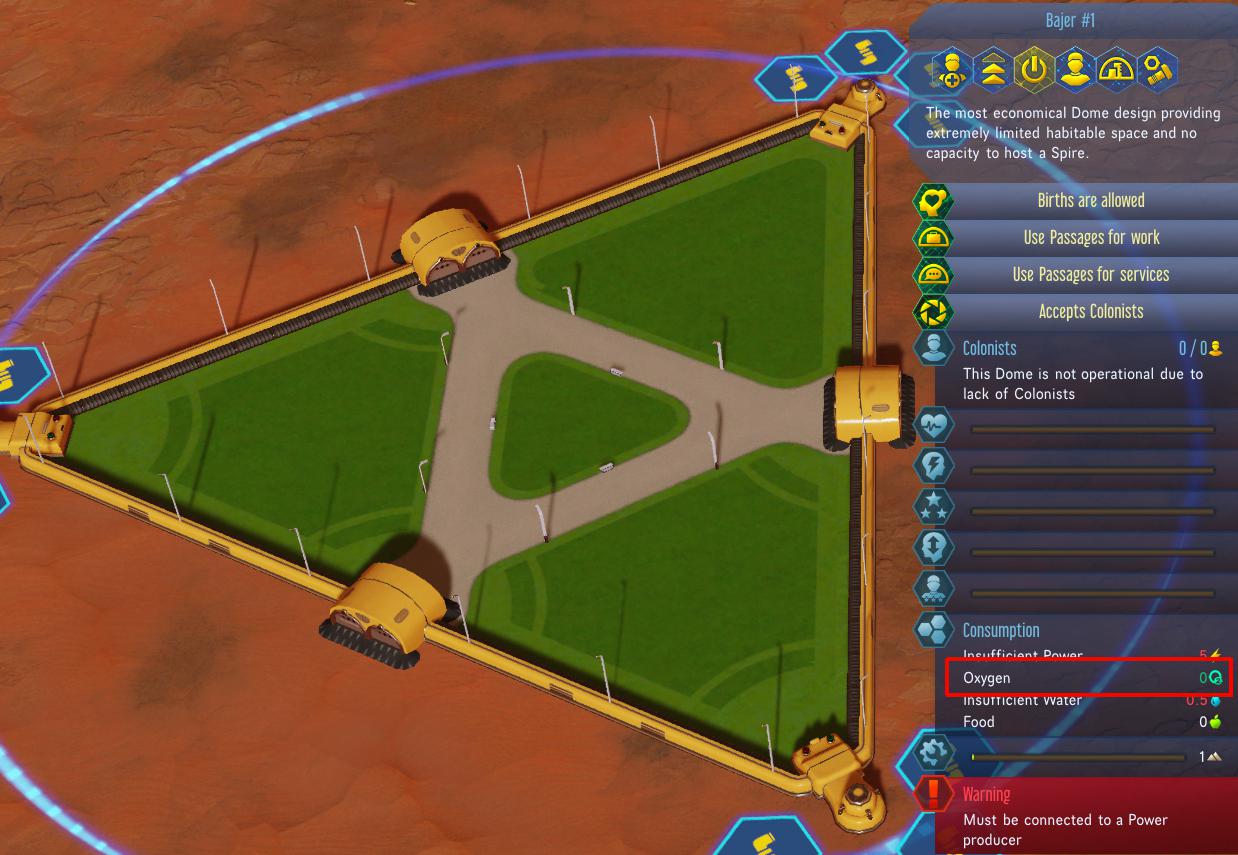 Bajer #1
The most economical Dome design providing
extremely limited habitable space and no
capacity to host a Spire.
Births are allowed
Use Passages for work
Use Passages for services
Accepts Colonists
Colonists 0 / 0
This Dome is not operational due to
lack of Colonists
Consumption
Insufficient Power 5
Oxygen 0
Insufficient Water 0.5
Food 0
1
Warning
Must be connected to a Power
producer